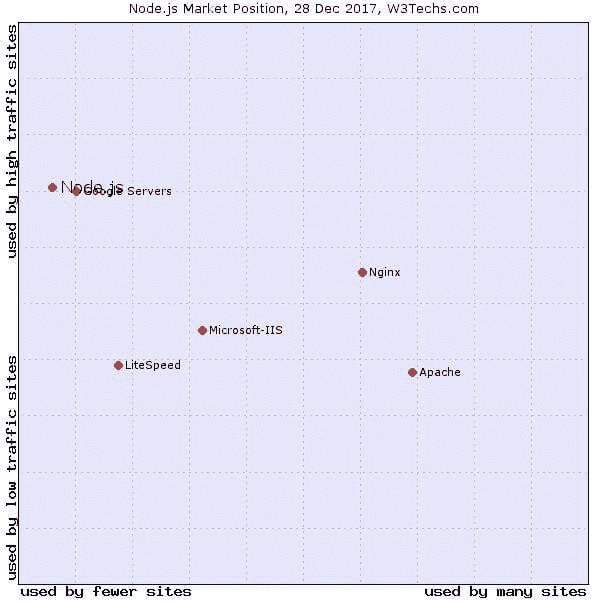 Node.js Market Position, 28 Dec 2017, W3Techs.com
used by high traffic sites
Node.js
Google Servers
Nginx
Microsoft-IIS
LiteSpeed
Apache
used by low traffic sites
used by fewer sites
used by many sites